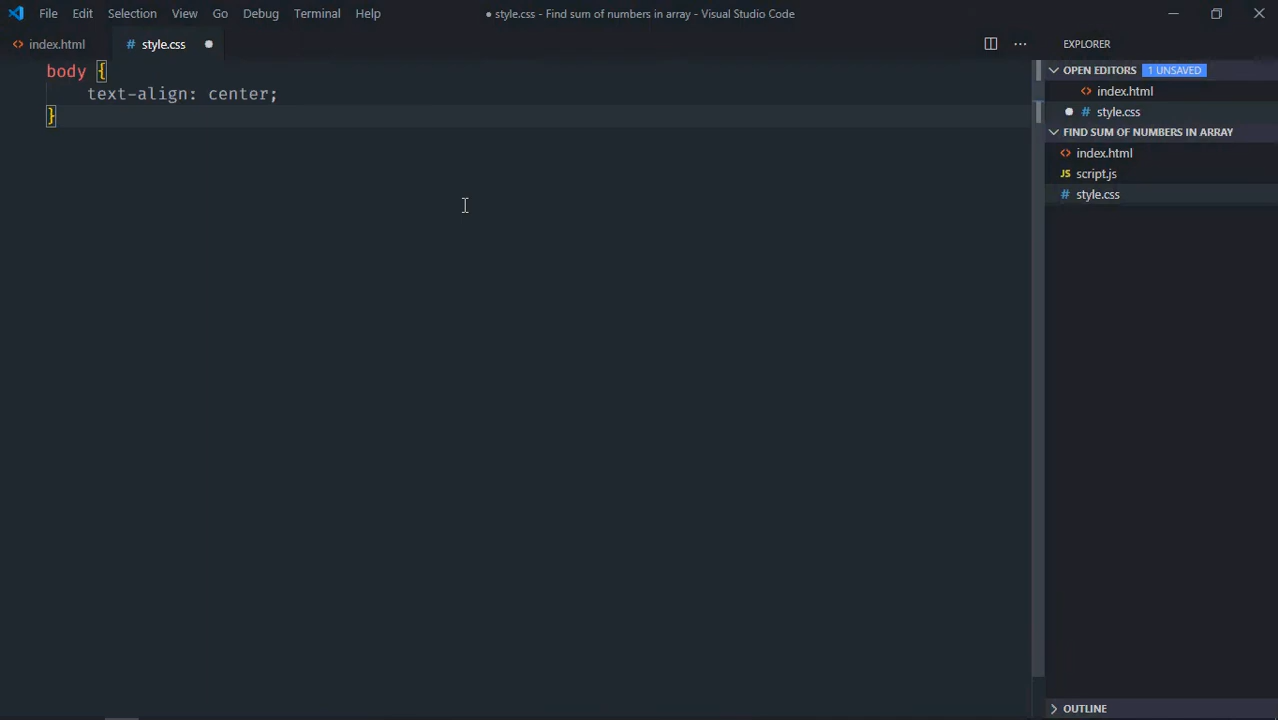 File Edit Selection View Go Debug Terminal Help
● style.css - Find sum of numbers in array - Visual Studio Code
<> index.html
# style.css ●
body {
    text-align: center;
}
EXPLORER
OPEN EDITORS 1 UNSAVED
<> index.html
● # style.css
FIND SUM OF NUMBERS IN ARRAY
<> index.html
JS script.js
# style.css
OUTLINE